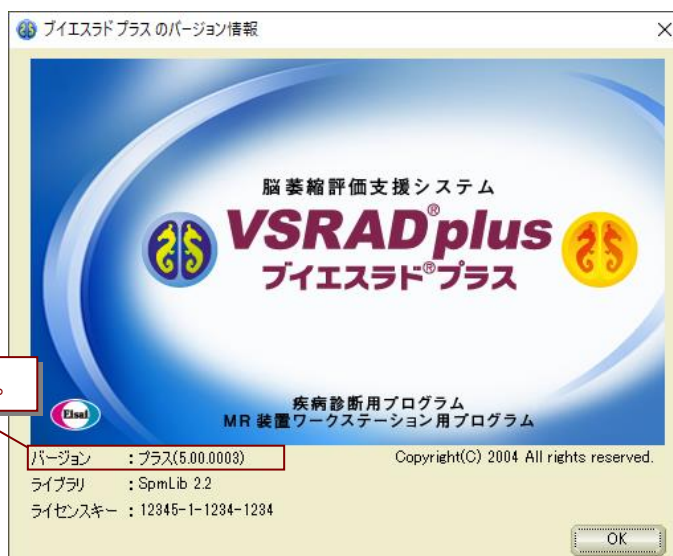 ブイエスラド プラス のバージョン情報
脳萎縮評価支援システム
VSRAD®plus
ブイエスラド®プラス
。
Eisai
疾病診断用プログラム
MR 装置ワークステーション用プログラム
バージョン : プラス(5.00.0003)
Copyright(C) 2004 All rights reserved.
ライブラリ : SpmLib 2.2
ライセンスキー : 12345-1-1234-1234
OK